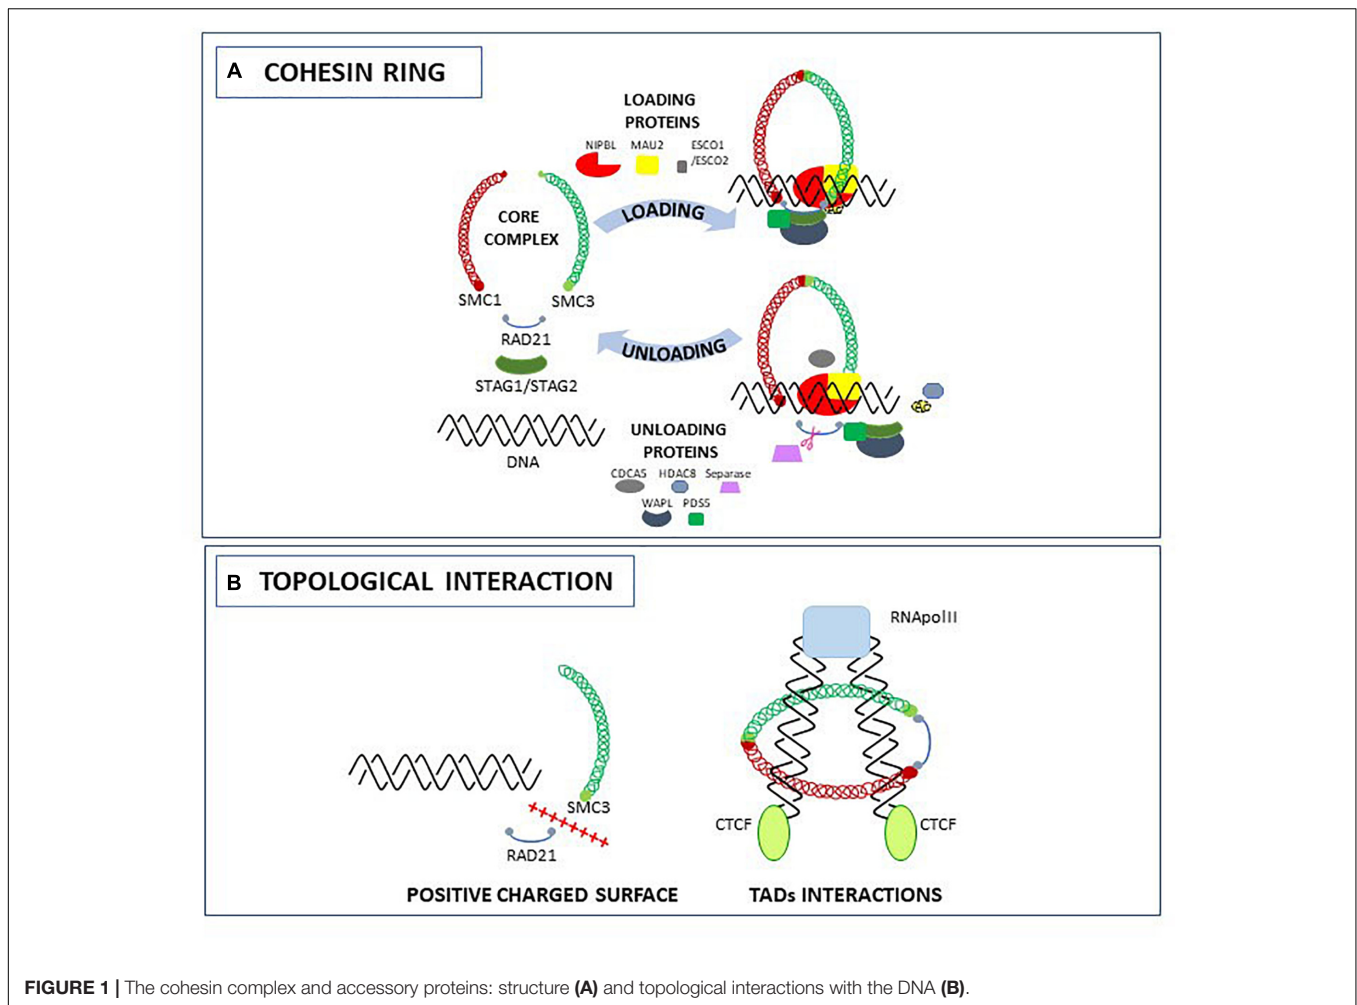 A COHESIN RING
LOADING
PROTEINS
NIPBL MAU2 ESCO1
/ESCO2
CORE
COMPLEX
LOADING
SMC1 SMC3
RAD21
STAG1/STAG2
UNLOADING
DNA
UNLOADING
PROTEINS
CDCA5 HDAC8 Separase
WAPL PDS5
B TOPOLOGICAL INTERACTION
RNApolII
SMC3
RAD21
CTCF CTCF
POSITIVE CHARGED SURFACE TADs INTERACTIONS
FIGURE 1 | The cohesin complex and accessory proteins: structure (A) and topological interactions with the DNA (B).